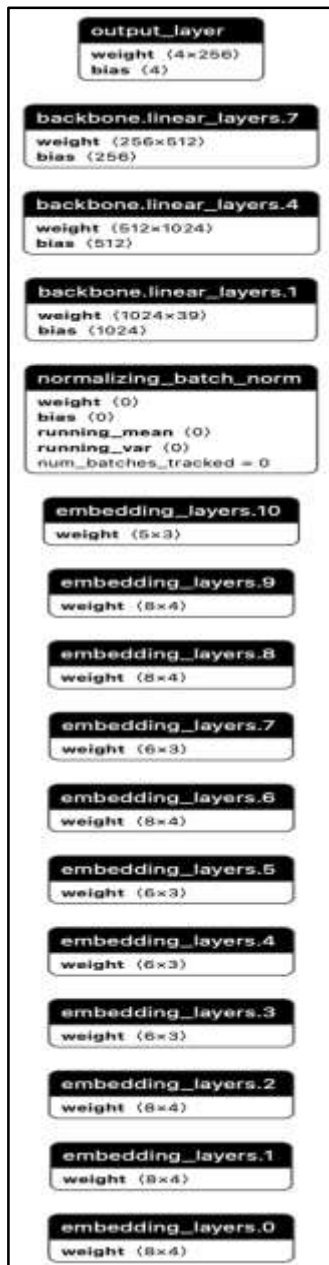 output_layer
weight (4×256)
bias (4)
backbone.linear_layers.7
weight (256×512)
bias (256)
backbone.linear_layers.4
weight (512×1024)
bias (512)
backbone.linear_layers.1
weight (1024×39)
bias (1024)
normalizing_batch_norm
weight (0)
bias (0)
running_mean (0)
running_var (0)
num_batches_tracked = 0
embedding_layers.10
weight (5×3)
embedding_layers.9
weight (8×4)
embedding_layers.8
weight (8×4)
embedding_layers.7
weight (6×3)
embedding_layers.6
weight (8×4)
embedding_layers.5
weight (6×3)
embedding_layers.4
weight (6×3)
embedding_layers.3
weight (6×3)
embedding_layers.2
weight (8×4)
embedding_layers.1
weight (8×4)
embedding_layers.0
weight (8×4)